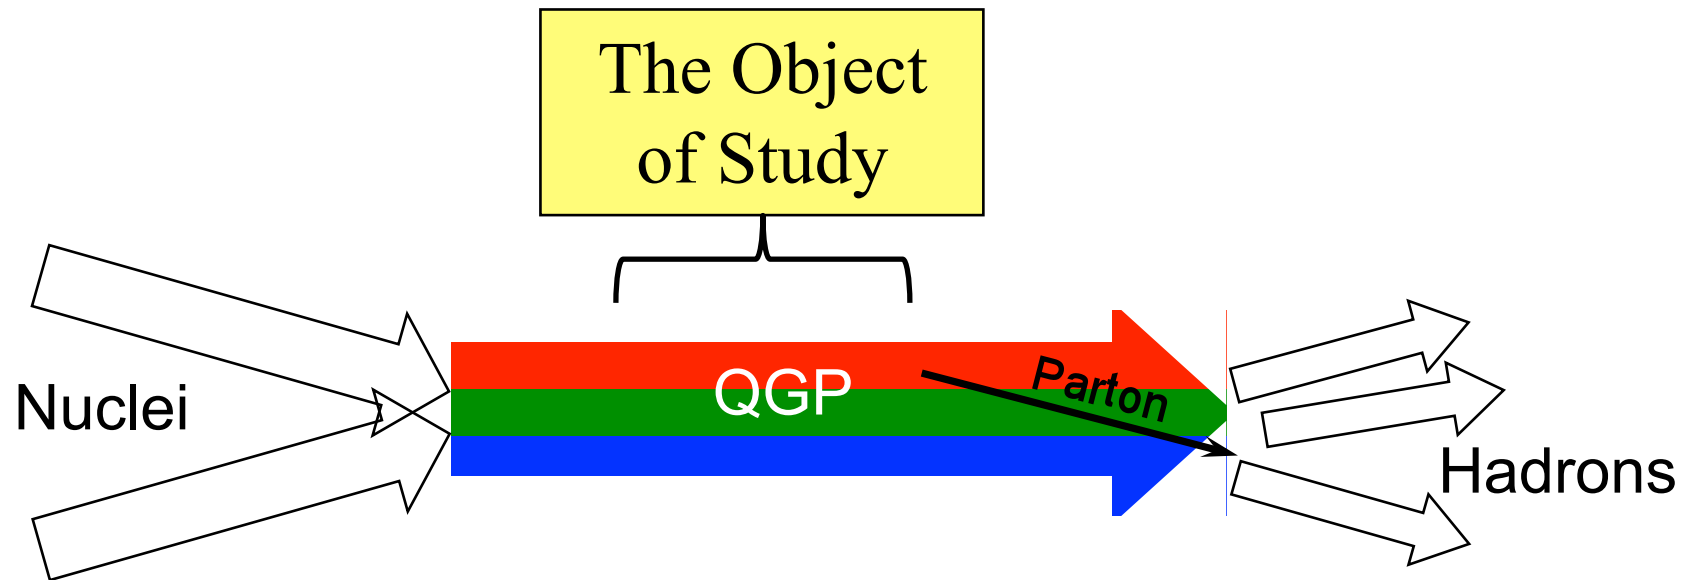 The Object
of Study
QGP
Parton
Nuclei
Hadrons